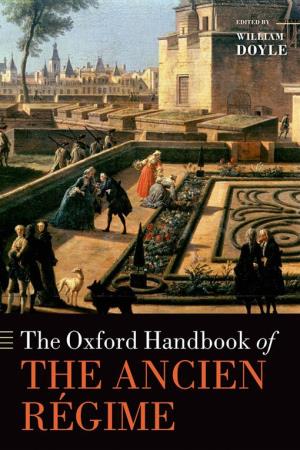 EDITED BY
WILLIAM
DOYLE
The Oxford Handbook of
THE ANCIEN
RÉGIME